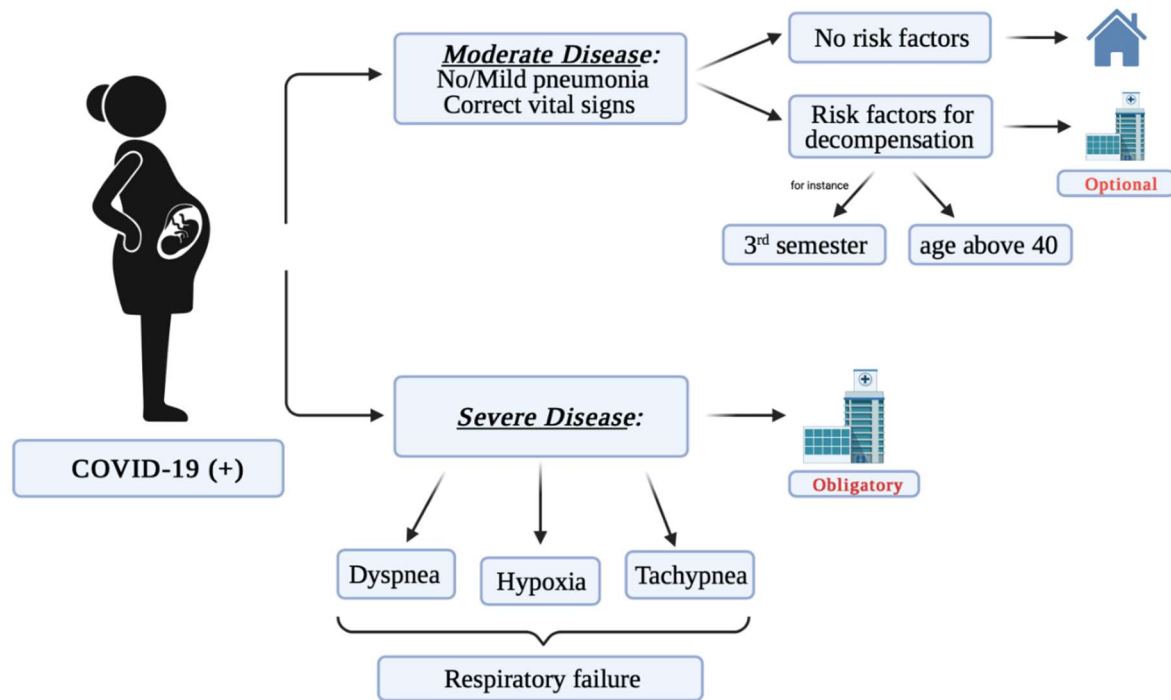 COVID-19 (+)
Moderate Disease:
No/Mild pneumonia
Correct vital signs
No risk factors
Risk factors for
decompensation
Optional
for instance
3rd semester
age above 40
Severe Disease:
Obligatory
Dyspnea
Hypoxia
Tachypnea
Respiratory failure